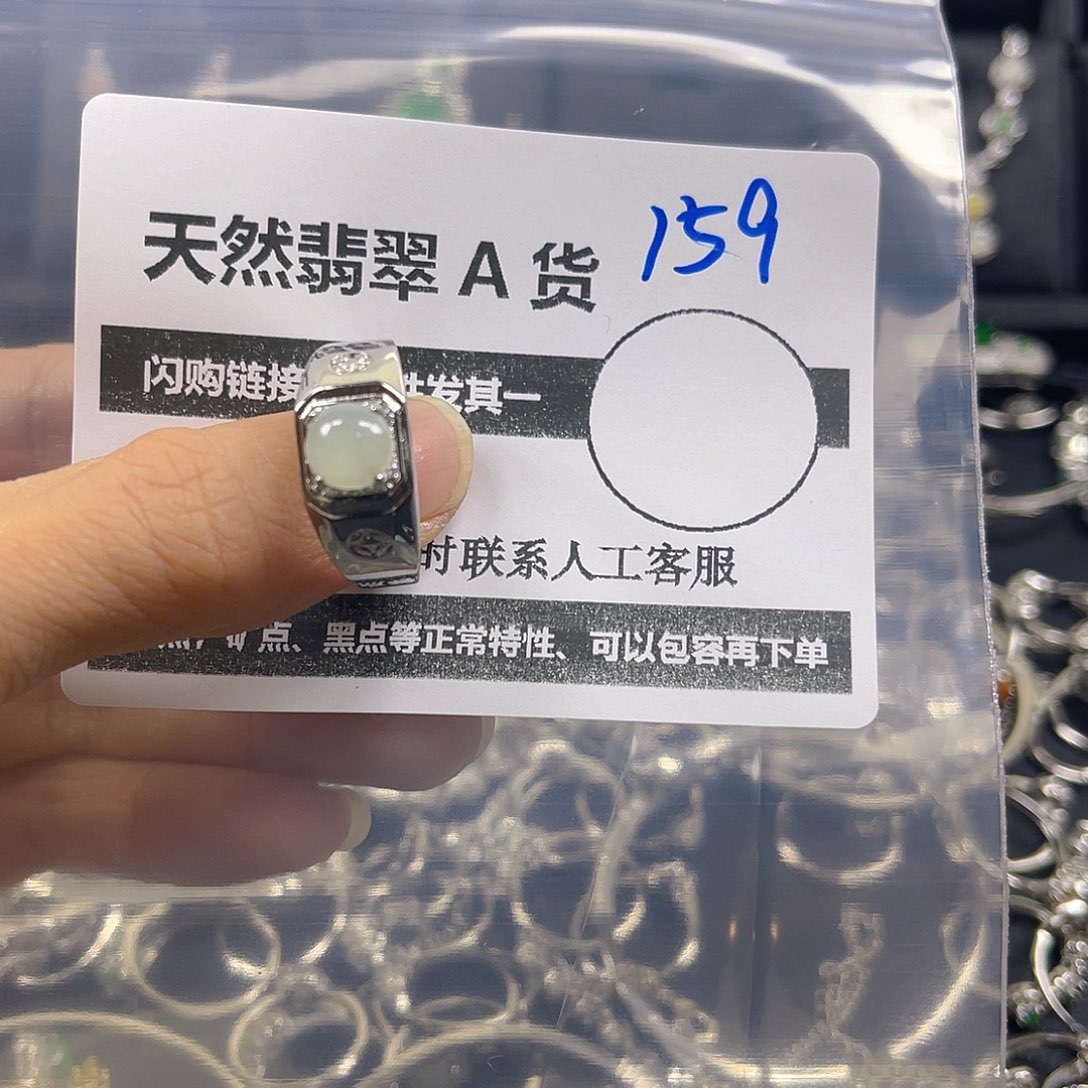 天然翡翠 A 货 159
闪购链接 发其一
时联系人工客服
点、黑点等正常特性、可以包容再下单